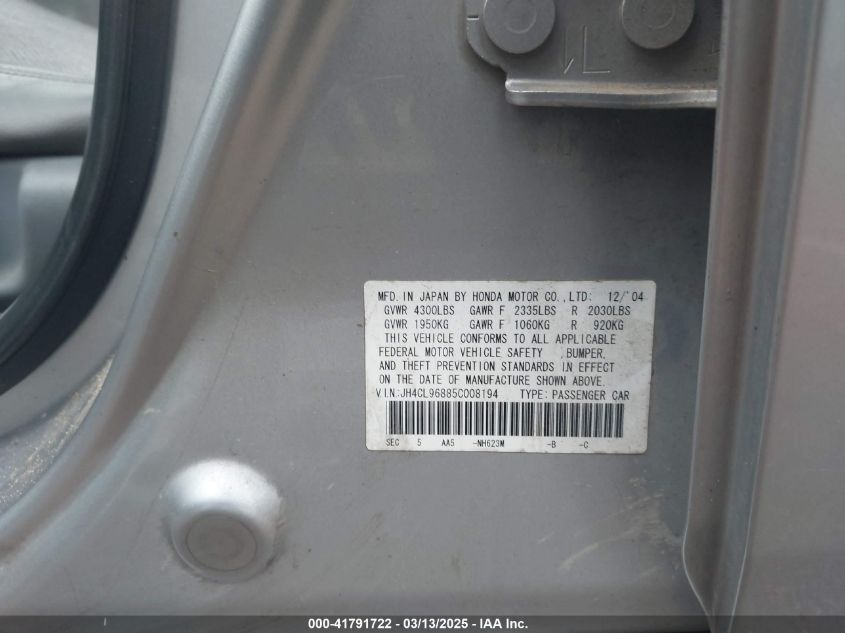 L
MFD. IN JAPAN BY HONDA MOTOR CO.,LTD: 12/'04
GVWR 4300LBS GAWR F 2335LBS R 2030LBS
GVWR 1950KG GAWR F 1060KG R 920KG
THIS VEHICLE CONFORMS TO ALL APPLICABLE
FEDERAL MOTOR VEHICLE SAFETY ,BUMPER,
AND THEFT PREVENTION STANDARDS IN EFFECT
ON THE DATE OF MANUFACTURE SHOWN ABOVE.
VIN:JH4CL96885C008194 TYPE: PASSENGER CAR
SEC 5 AA5 -NH623M -B -C
000-41791722 — 03/13/2025 — IAA Inc.